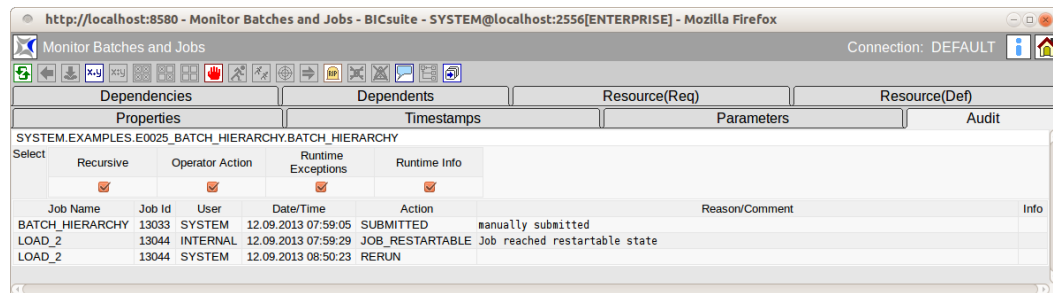 http://localhost:8580 - Monitor Batches and Jobs - BICsuite - SYSTEM@localhost:2556[ENTERPRISE] - Mozilla Firefox
Monitor Batches and Jobs Connection: DEFAULT
x.y x:y RIP
Dependencies Dependents Resource(Req) Resource(Def)
Properties Timestamps Parameters Audit
SYSTEM.EXAMPLES.E0025_BATCH_HIERARCHY.BATCH_HIERARCHY
Select Recursive Operator Action Runtime Exceptions Runtime Info
Job Name Job Id User Date/Time Action Reason/Comment Info
BATCH_HIERARCHY 13033 SYSTEM 12.09.2013 07:59:05 SUBMITTED manually submitted
LOAD_2 13044 INTERNAL 12.09.2013 07:59:29 JOB_RESTARTABLE Job reached restartable state
LOAD_2 13044 SYSTEM 12.09.2013 08:50:23 RERUN